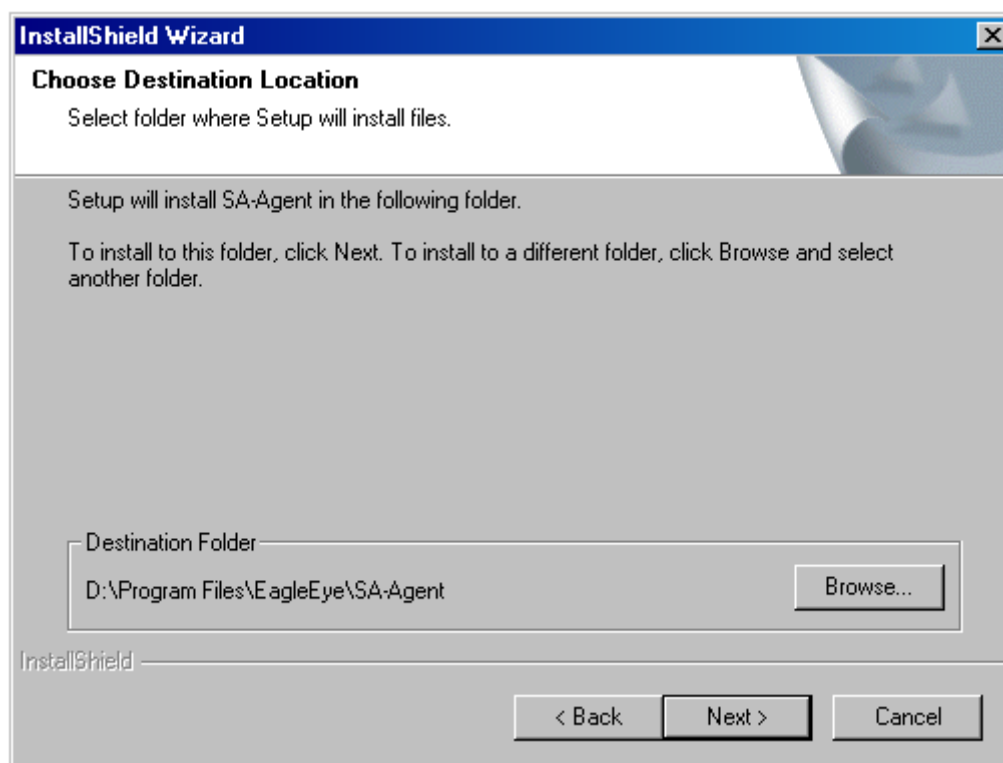 InstallShield Wizard
Choose Destination Location
Select folder where Setup will install files.
Setup will install SA-Agent in the following folder.
To install to this folder, click Next. To install to a different folder, click Browse and select
another folder.
Destination Folder
D:\Program Files\EagleEye\SA-Agent
Browse...
InstallShield
< Back
Next >
Cancel